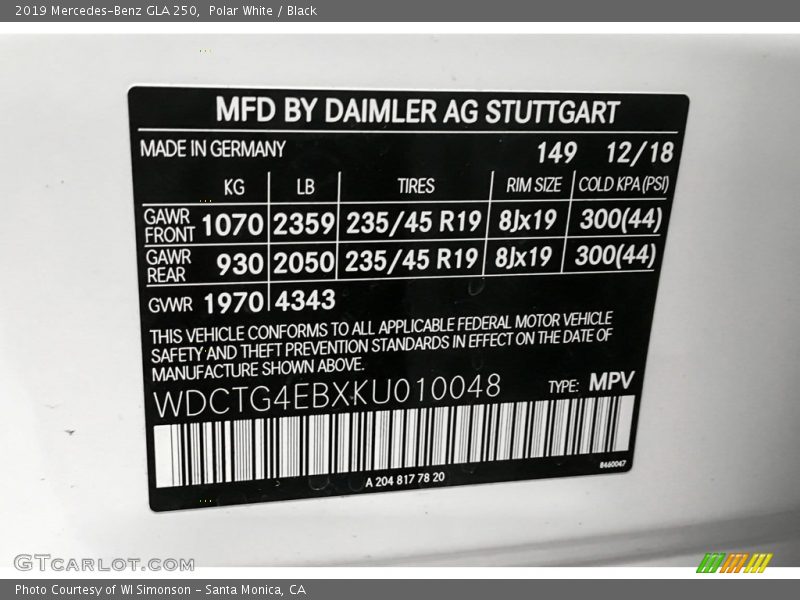 2019 Mercedes-Benz GLA 250,  Polar White / Black
MFD BY DAIMLER AG STUTTGART
MADE IN GERMANY 149 12/18
KG LB TIRES RIM SIZE COLD KPA(PSI)
GAWR FRONT 1070 2359 235/45 R19 8Jx19 300(44)
GAWR REAR 930 2050 235/45 R19 8Jx19 300(44)
GVWR 1970 4343
THIS VEHICLE CONFORMS TO ALL APPLICABLE FEDERAL MOTOR VEHICLE
SAFETY AND THEFT PREVENTION STANDARDS IN EFFECT ON THE DATE OF
MANUFACTURE SHOWN ABOVE.
WDCTG4EBXKU010048 TYPE: MPV
A 204 817 78 20 8460047
GTCARLOT.COM
Photo Courtesy of WI Simonson - Santa Monica, CA